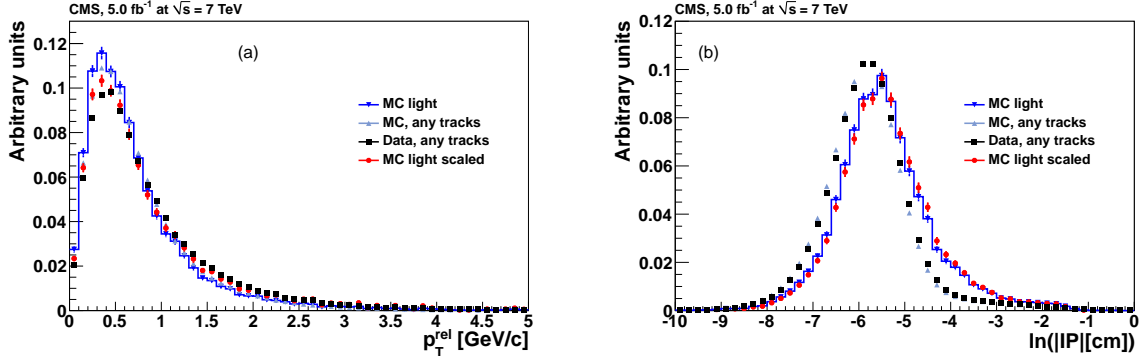 CMS, 5.0 fb⁻¹ at √s = 7 TeV
(a)
Arbitrary units
0.12
0.1
0.08
0.06
0.04
0.02
0
MC light
MC, any tracks
Data, any tracks
MC light scaled
0 0.5 1 1.5 2 2.5 3 3.5 4 4.5 5
p_T^rel [GeV/c]
CMS, 5.0 fb⁻¹ at √s = 7 TeV
(b)
Arbitrary units
0.12
0.1
0.08
0.06
0.04
0.02
0
MC light
MC, any tracks
Data, any tracks
MC light scaled
-10 -9 -8 -7 -6 -5 -4 -3 -2 -1 0
ln(|IP|[cm])